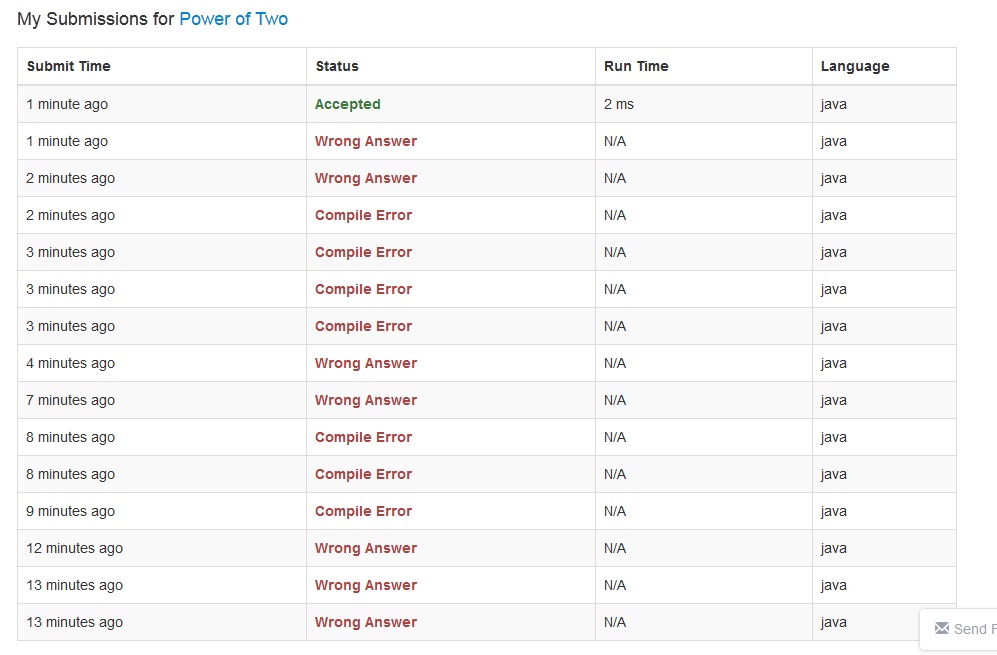 My Submissions for Power of Two
Submit Time Status Run Time Language
1 minute ago Accepted 2 ms java
1 minute ago Wrong Answer N/A java
2 minutes ago Wrong Answer N/A java
2 minutes ago Compile Error N/A java
3 minutes ago Compile Error N/A java
3 minutes ago Compile Error N/A java
3 minutes ago Compile Error N/A java
4 minutes ago Wrong Answer N/A java
7 minutes ago Wrong Answer N/A java
8 minutes ago Compile Error N/A java
8 minutes ago Compile Error N/A java
9 minutes ago Compile Error N/A java
12 minutes ago Wrong Answer N/A java
13 minutes ago Wrong Answer N/A java
13 minutes ago Wrong Answer N/A java
Send